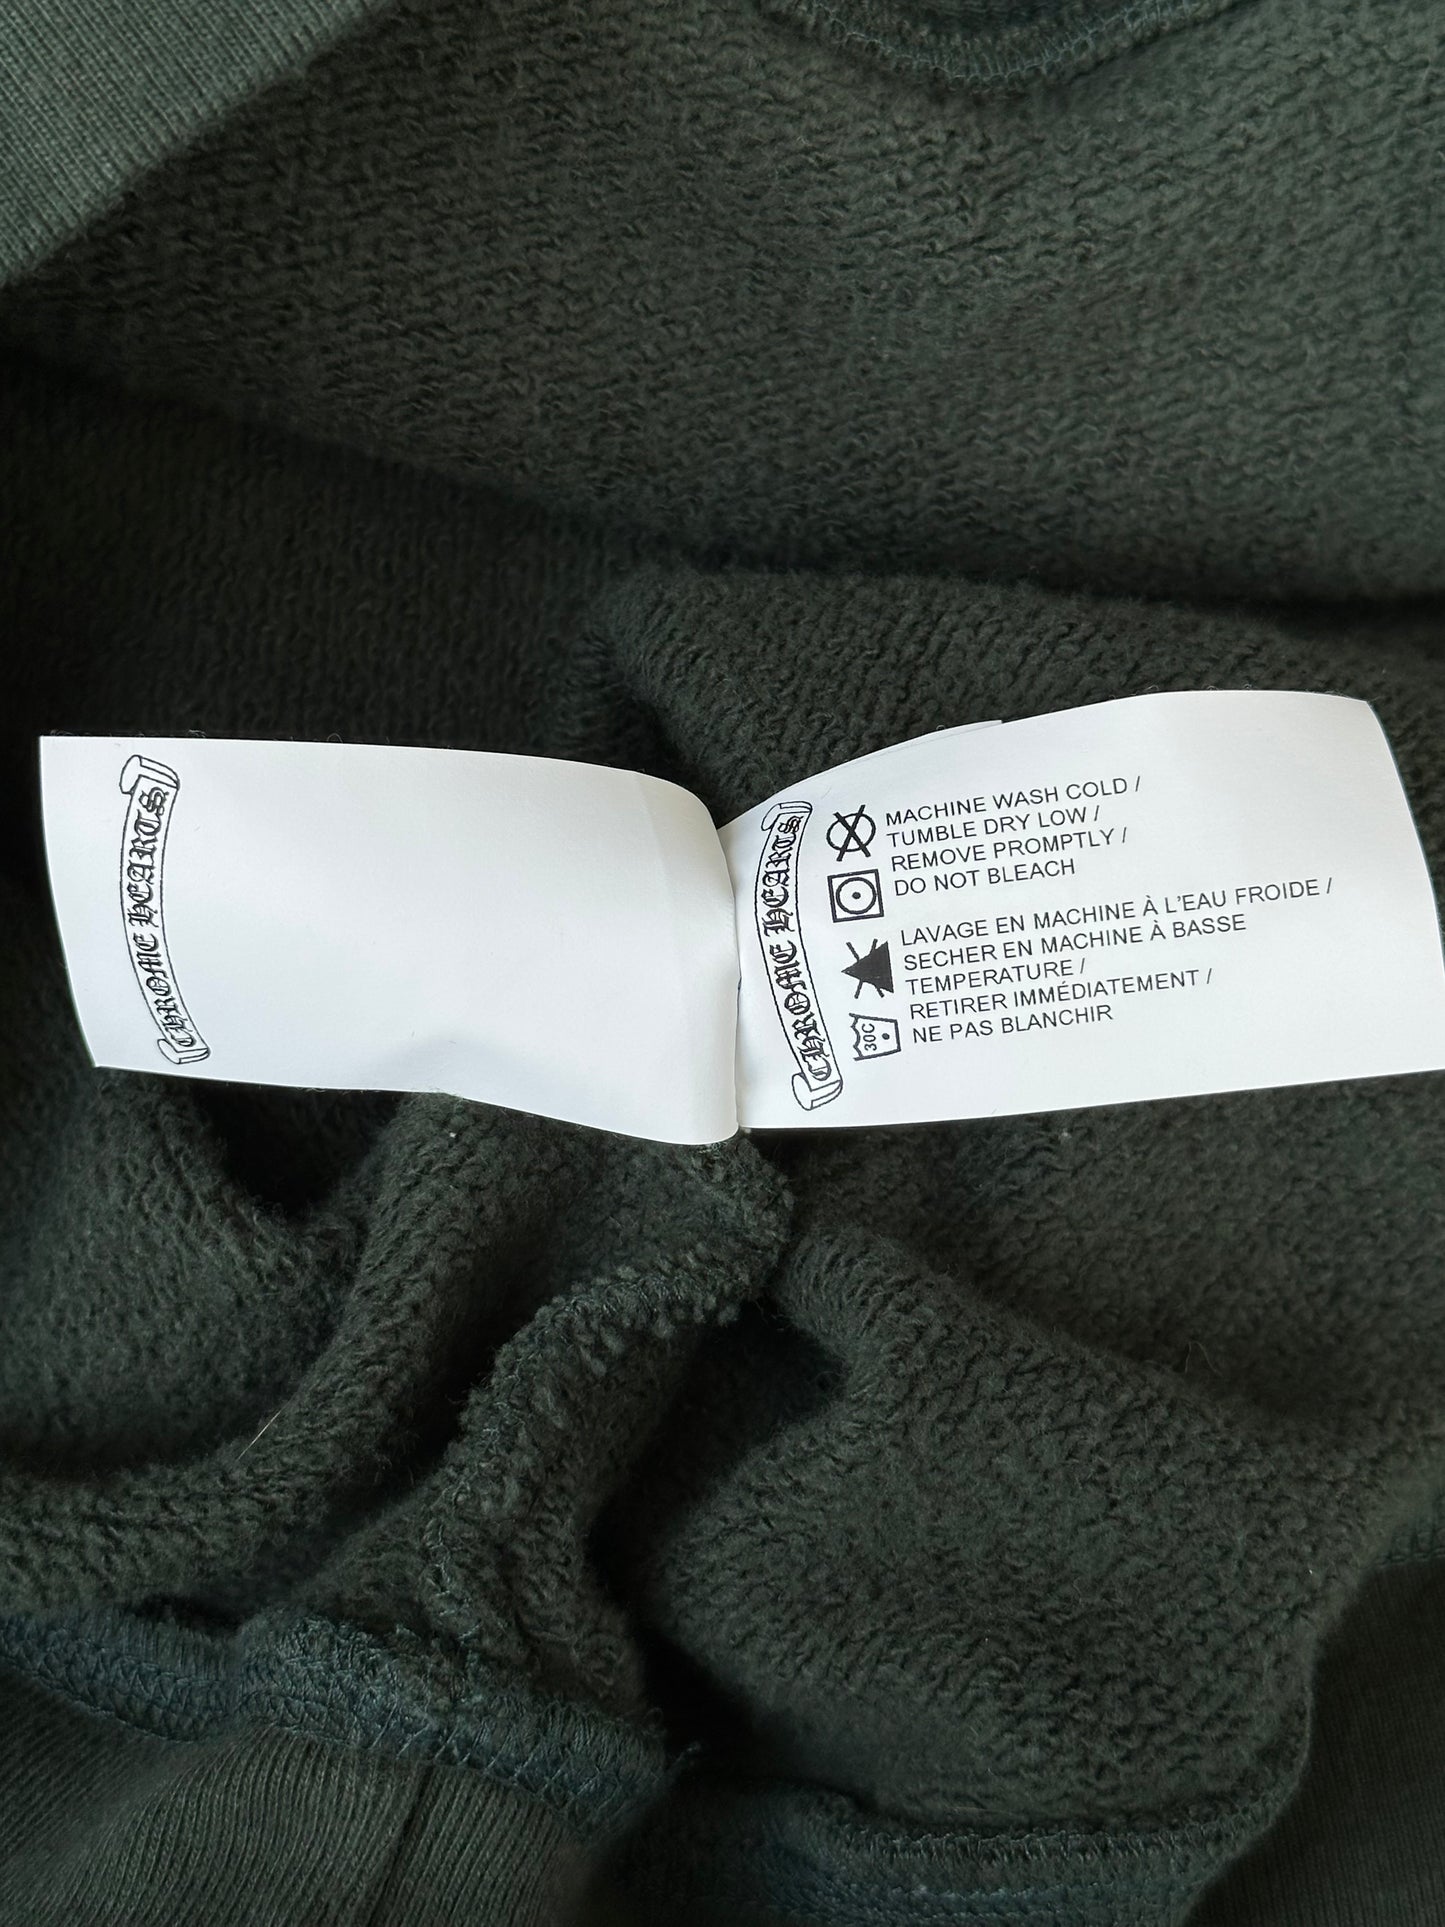 CHROME HEARTS
CHROME HEARTS
MACHINE WASH COLD /
TUMBLE DRY LOW /
REMOVE PROMPTLY /
DO NOT BLEACH
LAVAGE EN MACHINE À L'EAU FROIDE /
SECHER EN MACHINE À BASSE
TEMPERATURE /
RETIRER IMMÉDIATEMENT /
NE PAS BLANCHIR
30C